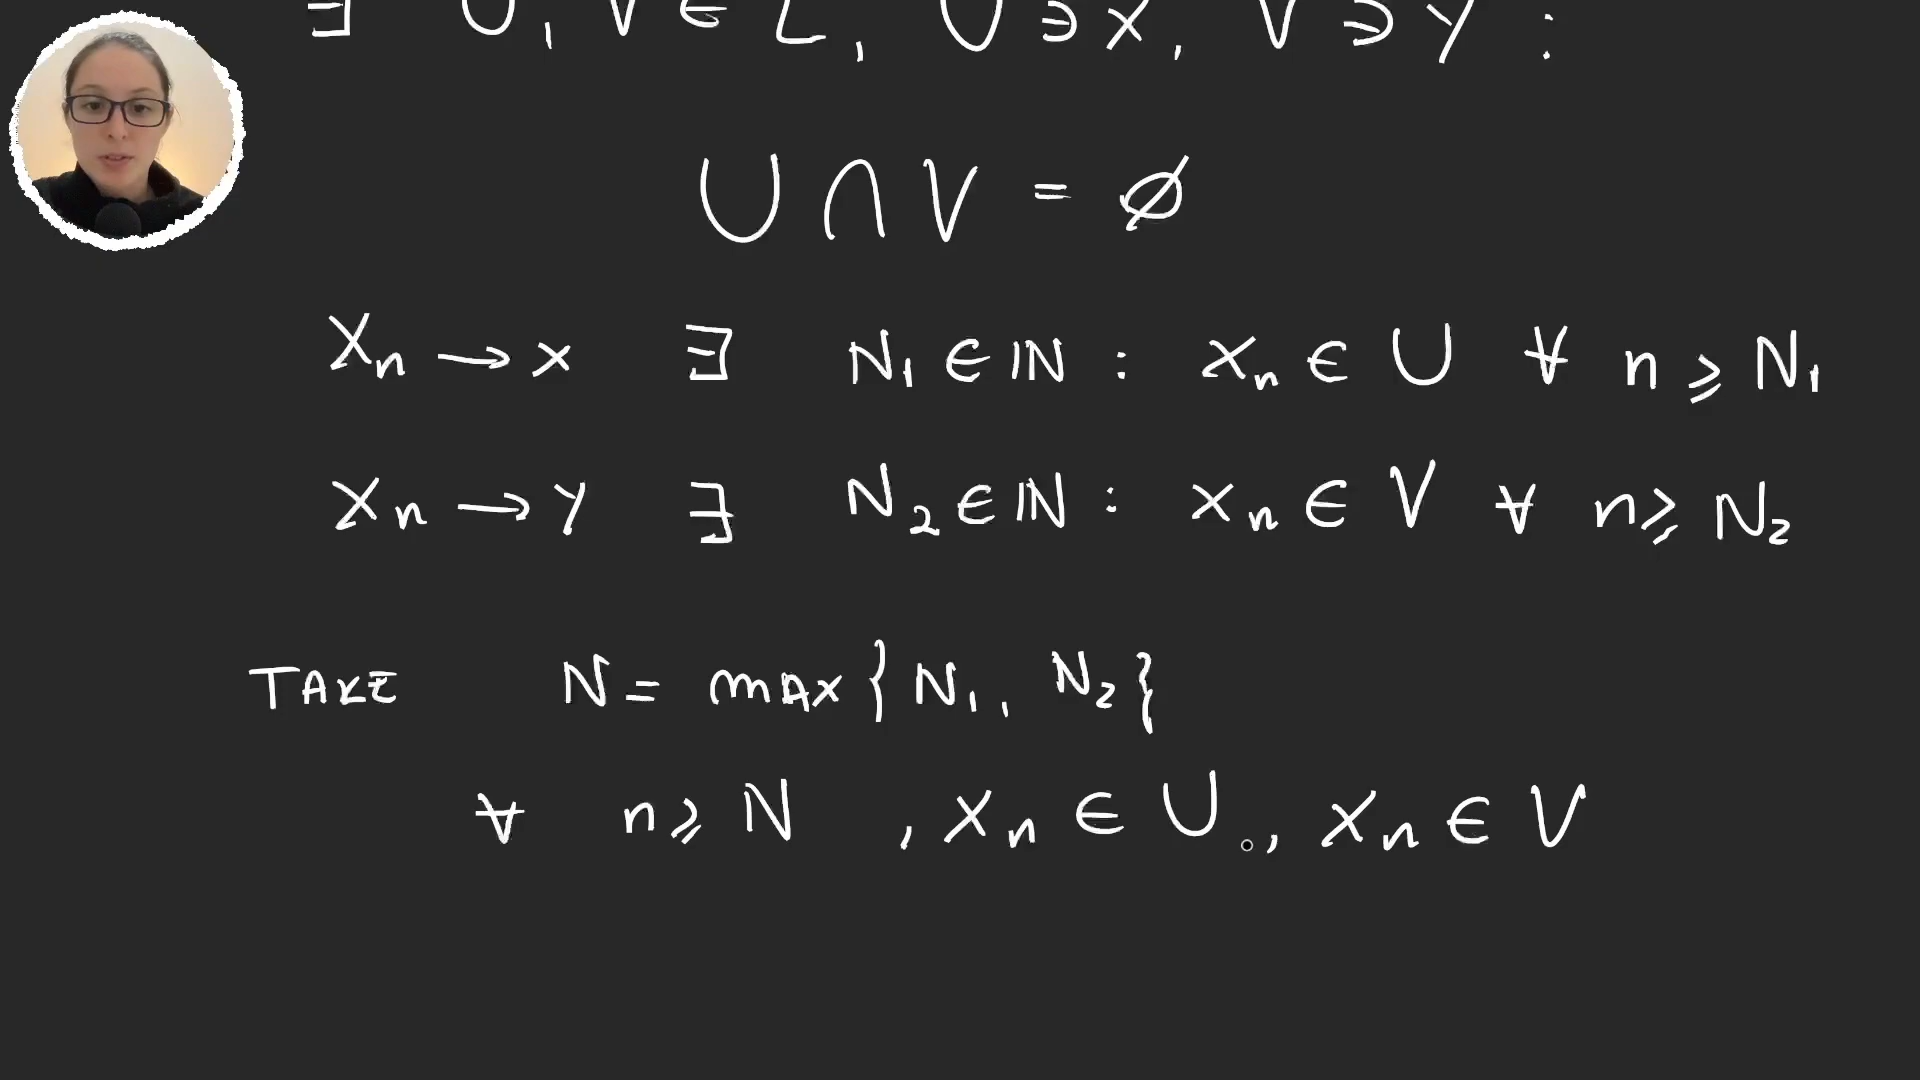 ∃ U, V ∈ τ, U ∋ x, V ∋ y :
U ∩ V = ∅
Xn → x ∃ N1 ∈ ℕ : xn ∈ U ∀ n ⩾ N1
Xn → y ∃ N2 ∈ ℕ : xn ∈ V ∀ n ⩾ N2
TAKE N = max { N1, N2 }
∀ n ⩾ N , xn ∈ U , xn ∈ V